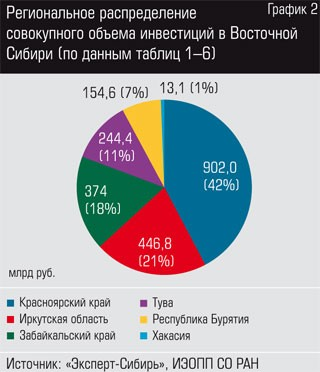 Региональное распределение
График 2
совокупного объема инвестиций в Восточной
Сибири (по данным таблиц 1–6)
13,1 (1%)
154,6 (7%)
244,4
(11%)
902,0
(42%)
374
(18%)
446,8
(21%)
млрд руб.
Красноярский край
Тува
Иркутская область
Республика Бурятия
Забайкальский край
Хакасия
Источник: «Эксперт-Сибирь», ИЭОПП СО РАН